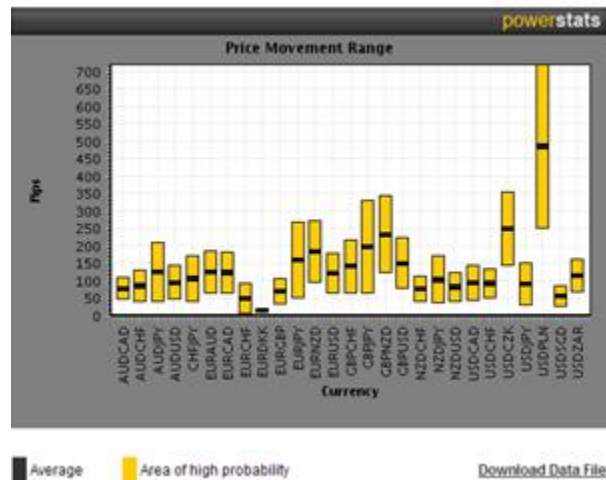 powerstats
Price Movement Range
700
650
600
550
500
450
400
350
300
250
200
150
100
50
0
Pips
AUDCAD
AUDCHF
AUDJPY
AUDUSD
CHFJPY
EURAUD
EURCAD
EURCHF
EURDKK
EURGBP
EURJPY
EURNZD
EURUSD
GBPCHF
GBPJPY
GBPNZD
GBPUSD
NZDCHF
NZDJPY
NZDUSD
USDCAD
USDCHF
USDCZK
USDJPY
USDPLN
USDSGD
USDZAR
Currency
Average
Area of high probability
Download Data File